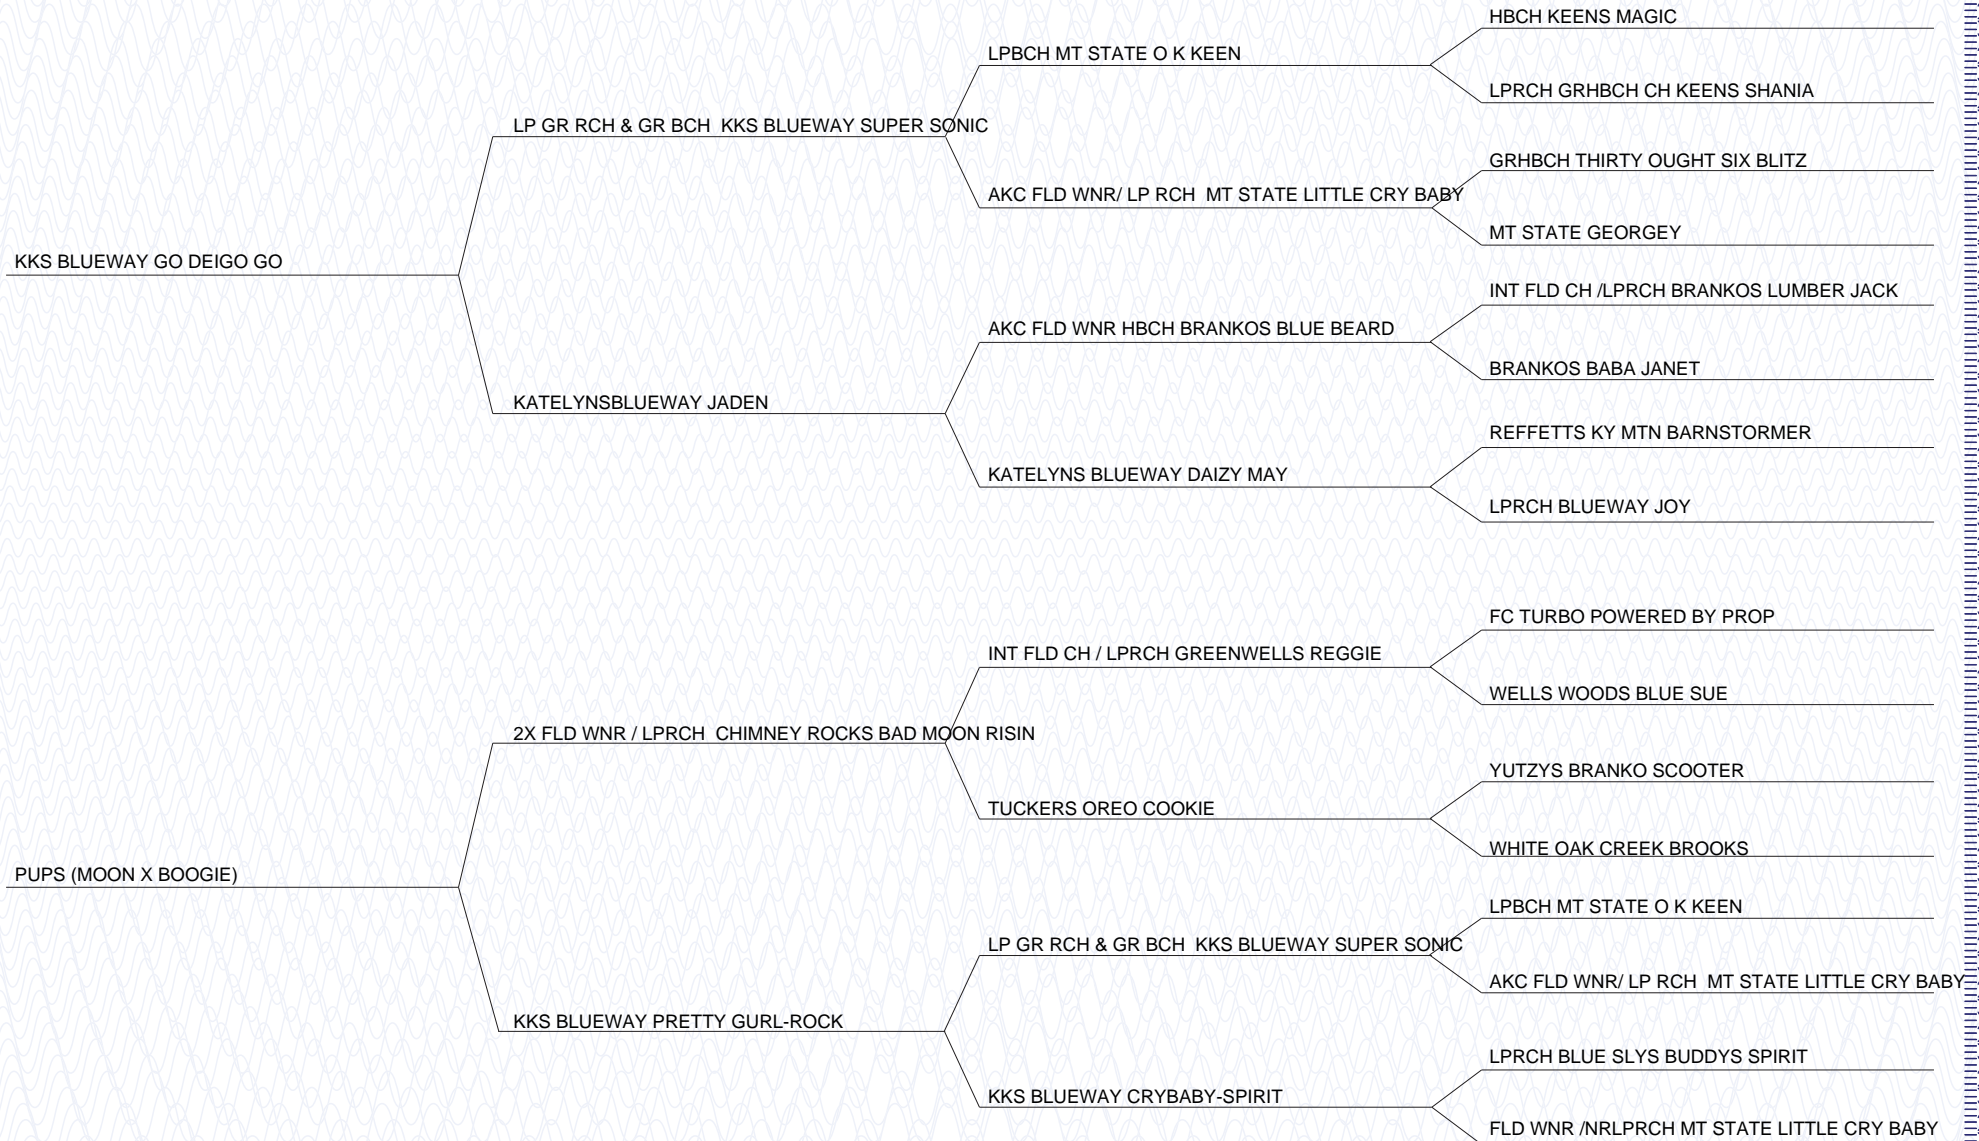 HBCH KEENS MAGIC
LPBCH MT STATE O K KEEN
LPRCH GRHBCH CH KEENS SHANIA
LP GR RCH & GR BCH  KKS BLUEWAY SUPER SONIC
GRHBCH THIRTY OUGHT SIX BLITZ
AKC FLD WNR/ LP RCH  MT STATE LITTLE CRY BABY
MT STATE GEORGEY
KKS BLUEWAY GO DEIGO GO
INT FLD CH /LPRCH BRANKOS LUMBER JACK
AKC FLD WNR HBCH BRANKOS BLUE BEARD
BRANKOS BABA JANET
KATELYNSBLUEWAY JADEN
REFFETTS KY MTN BARNSTORMER
KATELYNS BLUEWAY DAIZY MAY
LPRCH BLUEWAY JOY
FC TURBO POWERED BY PROP
INT FLD CH / LPRCH GREENWELLS REGGIE
WELLS WOODS BLUE SUE
2X FLD WNR / LPRCH  CHIMNEY ROCKS BAD MOON RISIN
YUTZYS BRANKO SCOOTER
TUCKERS OREO COOKIE
WHITE OAK CREEK BROOKS
PUPS (MOON X BOOGIE)
LPBCH MT STATE O K KEEN
LP GR RCH & GR BCH  KKS BLUEWAY SUPER SONIC
AKC FLD WNR/ LP RCH  MT STATE LITTLE CRY BABY
KKS BLUEWAY PRETTY GURL-ROCK
LPRCH BLUE SLYS BUDDYS SPIRIT
KKS BLUEWAY CRYBABY-SPIRIT
FLD WNR /NRLPRCH MT STATE LITTLE CRY BABY